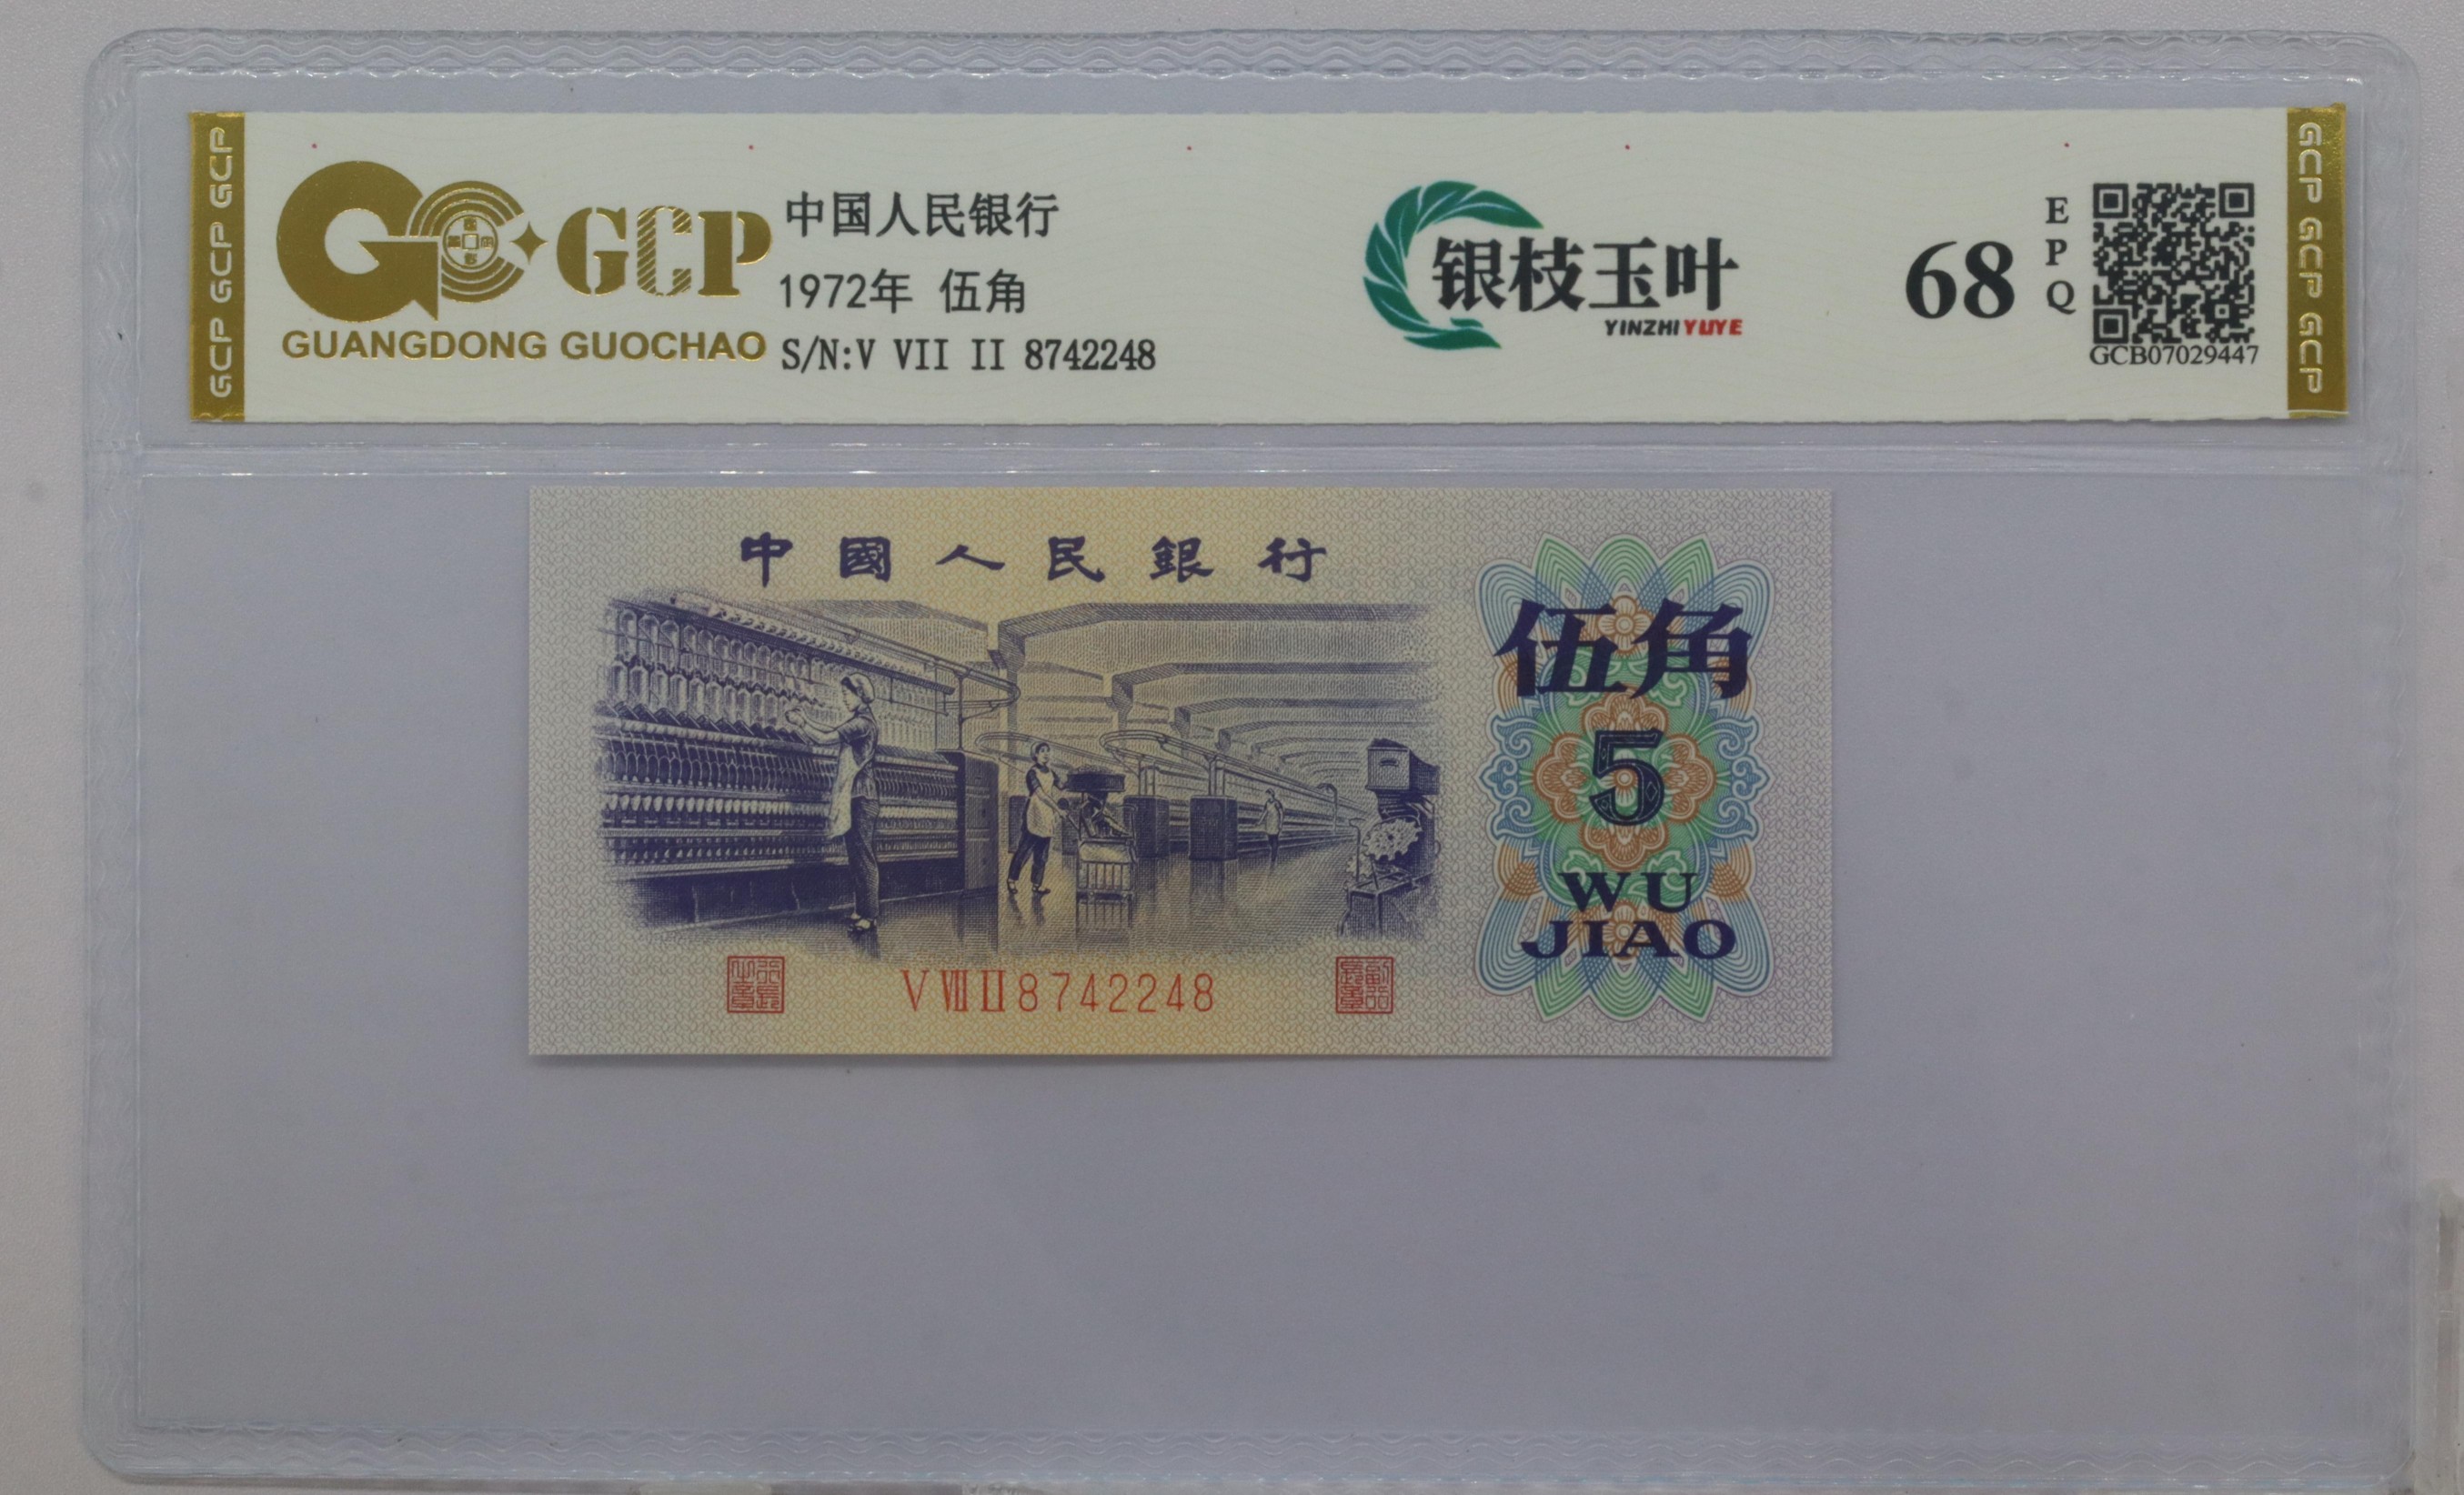 GCP GCP GCP
GCP
GUANGDONG GUOCHAO
中国人民银行
1972年 伍角
S/N:V VII II 8742248
银枝玉叶
YINZHIYUYE
68
EPQ
GCB07029447
GCP GCP GCP
中國人民銀行
伍角
5
WU
JIAO
V VII II 8742248